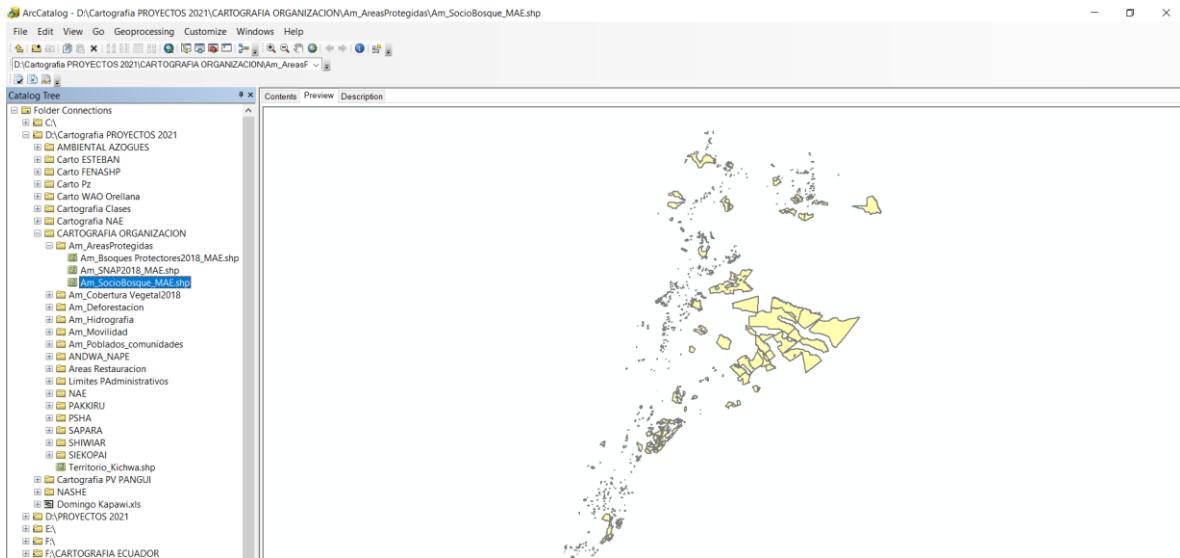 ArcCatalog - D:\Cartografia PROYECTOS 2021\CARTOGRAFIA ORGANIZACION\Am_AreasProtegidas\Am_SocioBosque_MAE.shp
File Edit View Go Geoprocessing Customize Windows Help
D:\Cartografia PROYECTOS 2021\CARTOGRAFIA ORGANIZACION\Am_AreasF
Catalog Tree
Contents Preview Description
Folder Connections
C:\
D:\Cartografia PROYECTOS 2021
AMBIENTAL AZOGUES
Carto ESTEBAN
Carto FENASHP
Carto Pz
Carto WAO Orellana
Cartografia Clases
Cartografia NAE
CARTOGRAFIA ORGANIZACION
Am_AreasProtegidas
Am_Bsoques Protectores2018_MAE.shp
Am_SNAP2018_MAE.shp
Am_SocioBosque_MAE.shp
Am_Cobertura Vegetal2018
Am_Deforestacion
Am_Hidrografia
Am_Movilidad
Am_Poblados_comunidades
ANDWA_NAPE
Areas Restauracion
Limites PAdministrativos
NAE
PAKKIRU
PSHA
SAPARA
SHIWIAR
SIEKOPAI
Territorio_Kichwa.shp
Cartografia PV PANGUI
NASHE
Domingo Kapawi.xls
D:\PROYECTOS 2021
E:\
F:\
F:\CARTOGRAFIA ECUADOR